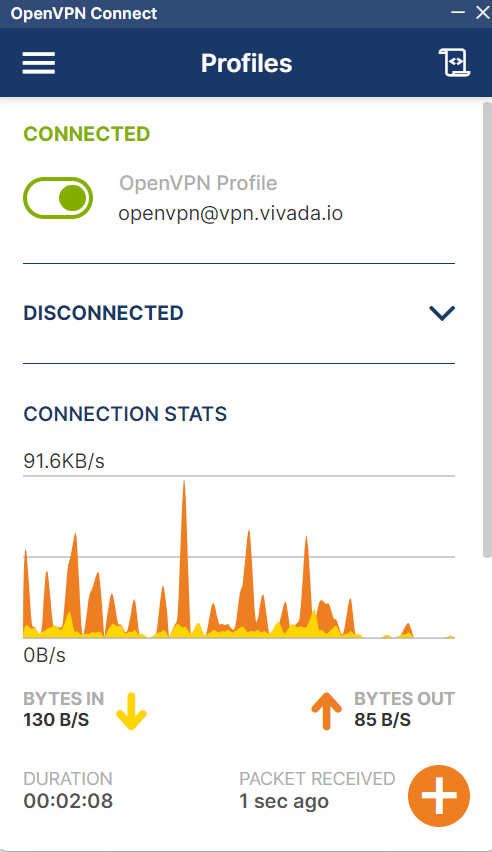 OpenVPN Connect
Profiles
CONNECTED
OpenVPN Profile
openvpn@vpn.vivada.io
DISCONNECTED
CONNECTION STATS
91.6KB/s
0B/s
BYTES IN
130 B/S
BYTES OUT
85 B/S
DURATION
00:02:08
PACKET RECEIVED
1 sec ago